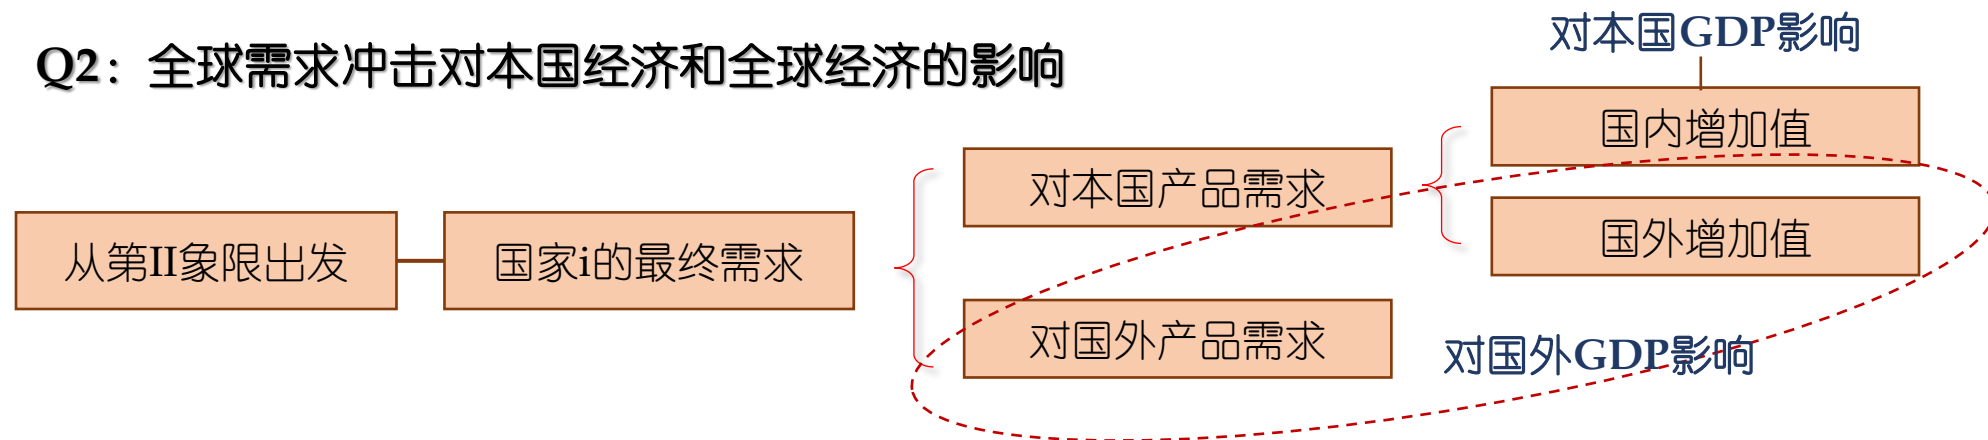 对本国GDP影响
Q2：全球需求冲击对本国经济和全球经济的影响
国内增加值
对本国产品需求
国外增加值
从第II象限出发
国家i的最终需求
对国外产品需求
对国外GDP影响